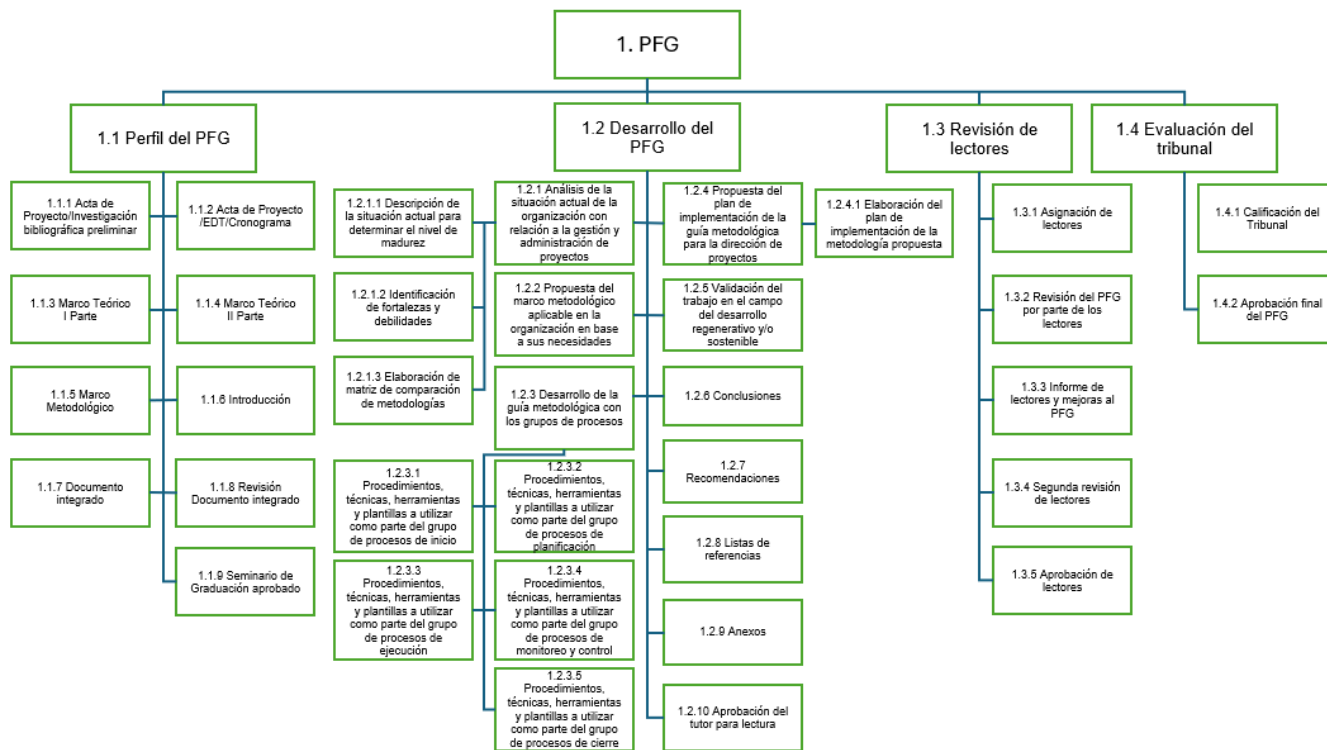 1. PFG
1.1 Perfil del PFG
1.2 Desarrollo del
PFG
1.3 Revisión de
lectores
1.4 Evaluación del
tribunal
1.1.1 Acta de
Proyecto/Investigación
bibliográfica preliminar
1.1.2 Acta de Proyecto
/EDT/Cronograma
1.1.3 Marco Teórico
I Parte
1.1.4 Marco Teórico
II Parte
1.1.5 Marco
Metodológico
1.1.6 Introducción
1.1.7 Documento
integrado
1.1.8 Revisión
Documento integrado
1.1.9 Seminario de
Graduación aprobado
1.2.1 Análisis de la
situación actual de la
organización con
relación a la gestión y
administración de
proyectos
1.2.1.1 Descripción de
la situación actual para
determinar el nivel de
madurez
1.2.1.2 Identificación
de fortalezas y
debilidades
1.2.1.3 Elaboración de
matriz de comparación
de metodologías
1.2.2 Propuesta del
marco metodológico
aplicable en la
organización en base
a sus necesidades
1.2.3 Desarrollo de la
guía metodológica con
los grupos de procesos
1.2.3.1
Procedimientos,
técnicas, herramientas
y plantillas a utilizar
como parte del grupo
de procesos de inicio
1.2.3.2
Procedimientos,
técnicas, herramientas
y plantillas a utilizar
como parte del grupo
de procesos de
planificación
1.2.3.3
Procedimientos,
técnicas, herramientas
y plantillas a utilizar
como parte del grupo
de procesos de
ejecución
1.2.3.4
Procedimientos,
técnicas, herramientas
y plantillas a utilizar
como parte del grupo
de procesos de
monitoreo y control
1.2.3.5
Procedimientos,
técnicas, herramientas
y plantillas a utilizar
como parte del grupo
de procesos de cierre
1.2.4 Propuesta del
plan de
implementación de la
guía metodológica
para la dirección de
proyectos
1.2.4.1 Elaboración del
plan de
implementación de la
metodología propuesta
1.2.5 Validación del
trabajo en el campo
del desarrollo
regenerativo y/o
sostenible
1.2.6 Conclusiones
1.2.7
Recomendaciones
1.2.8 Listas de
referencias
1.2.9 Anexos
1.2.10 Aprobación del
tutor para lectura
1.3.1 Asignación de
lectores
1.3.2 Revisión del PFG
por parte de los
lectores
1.3.3 Informe de
lectores y mejoras al
PFG
1.3.4 Segunda revisión
de lectores
1.3.5 Aprobación de
lectores
1.4.1 Calificación del
Tribunal
1.4.2 Aprobación final
del PFG